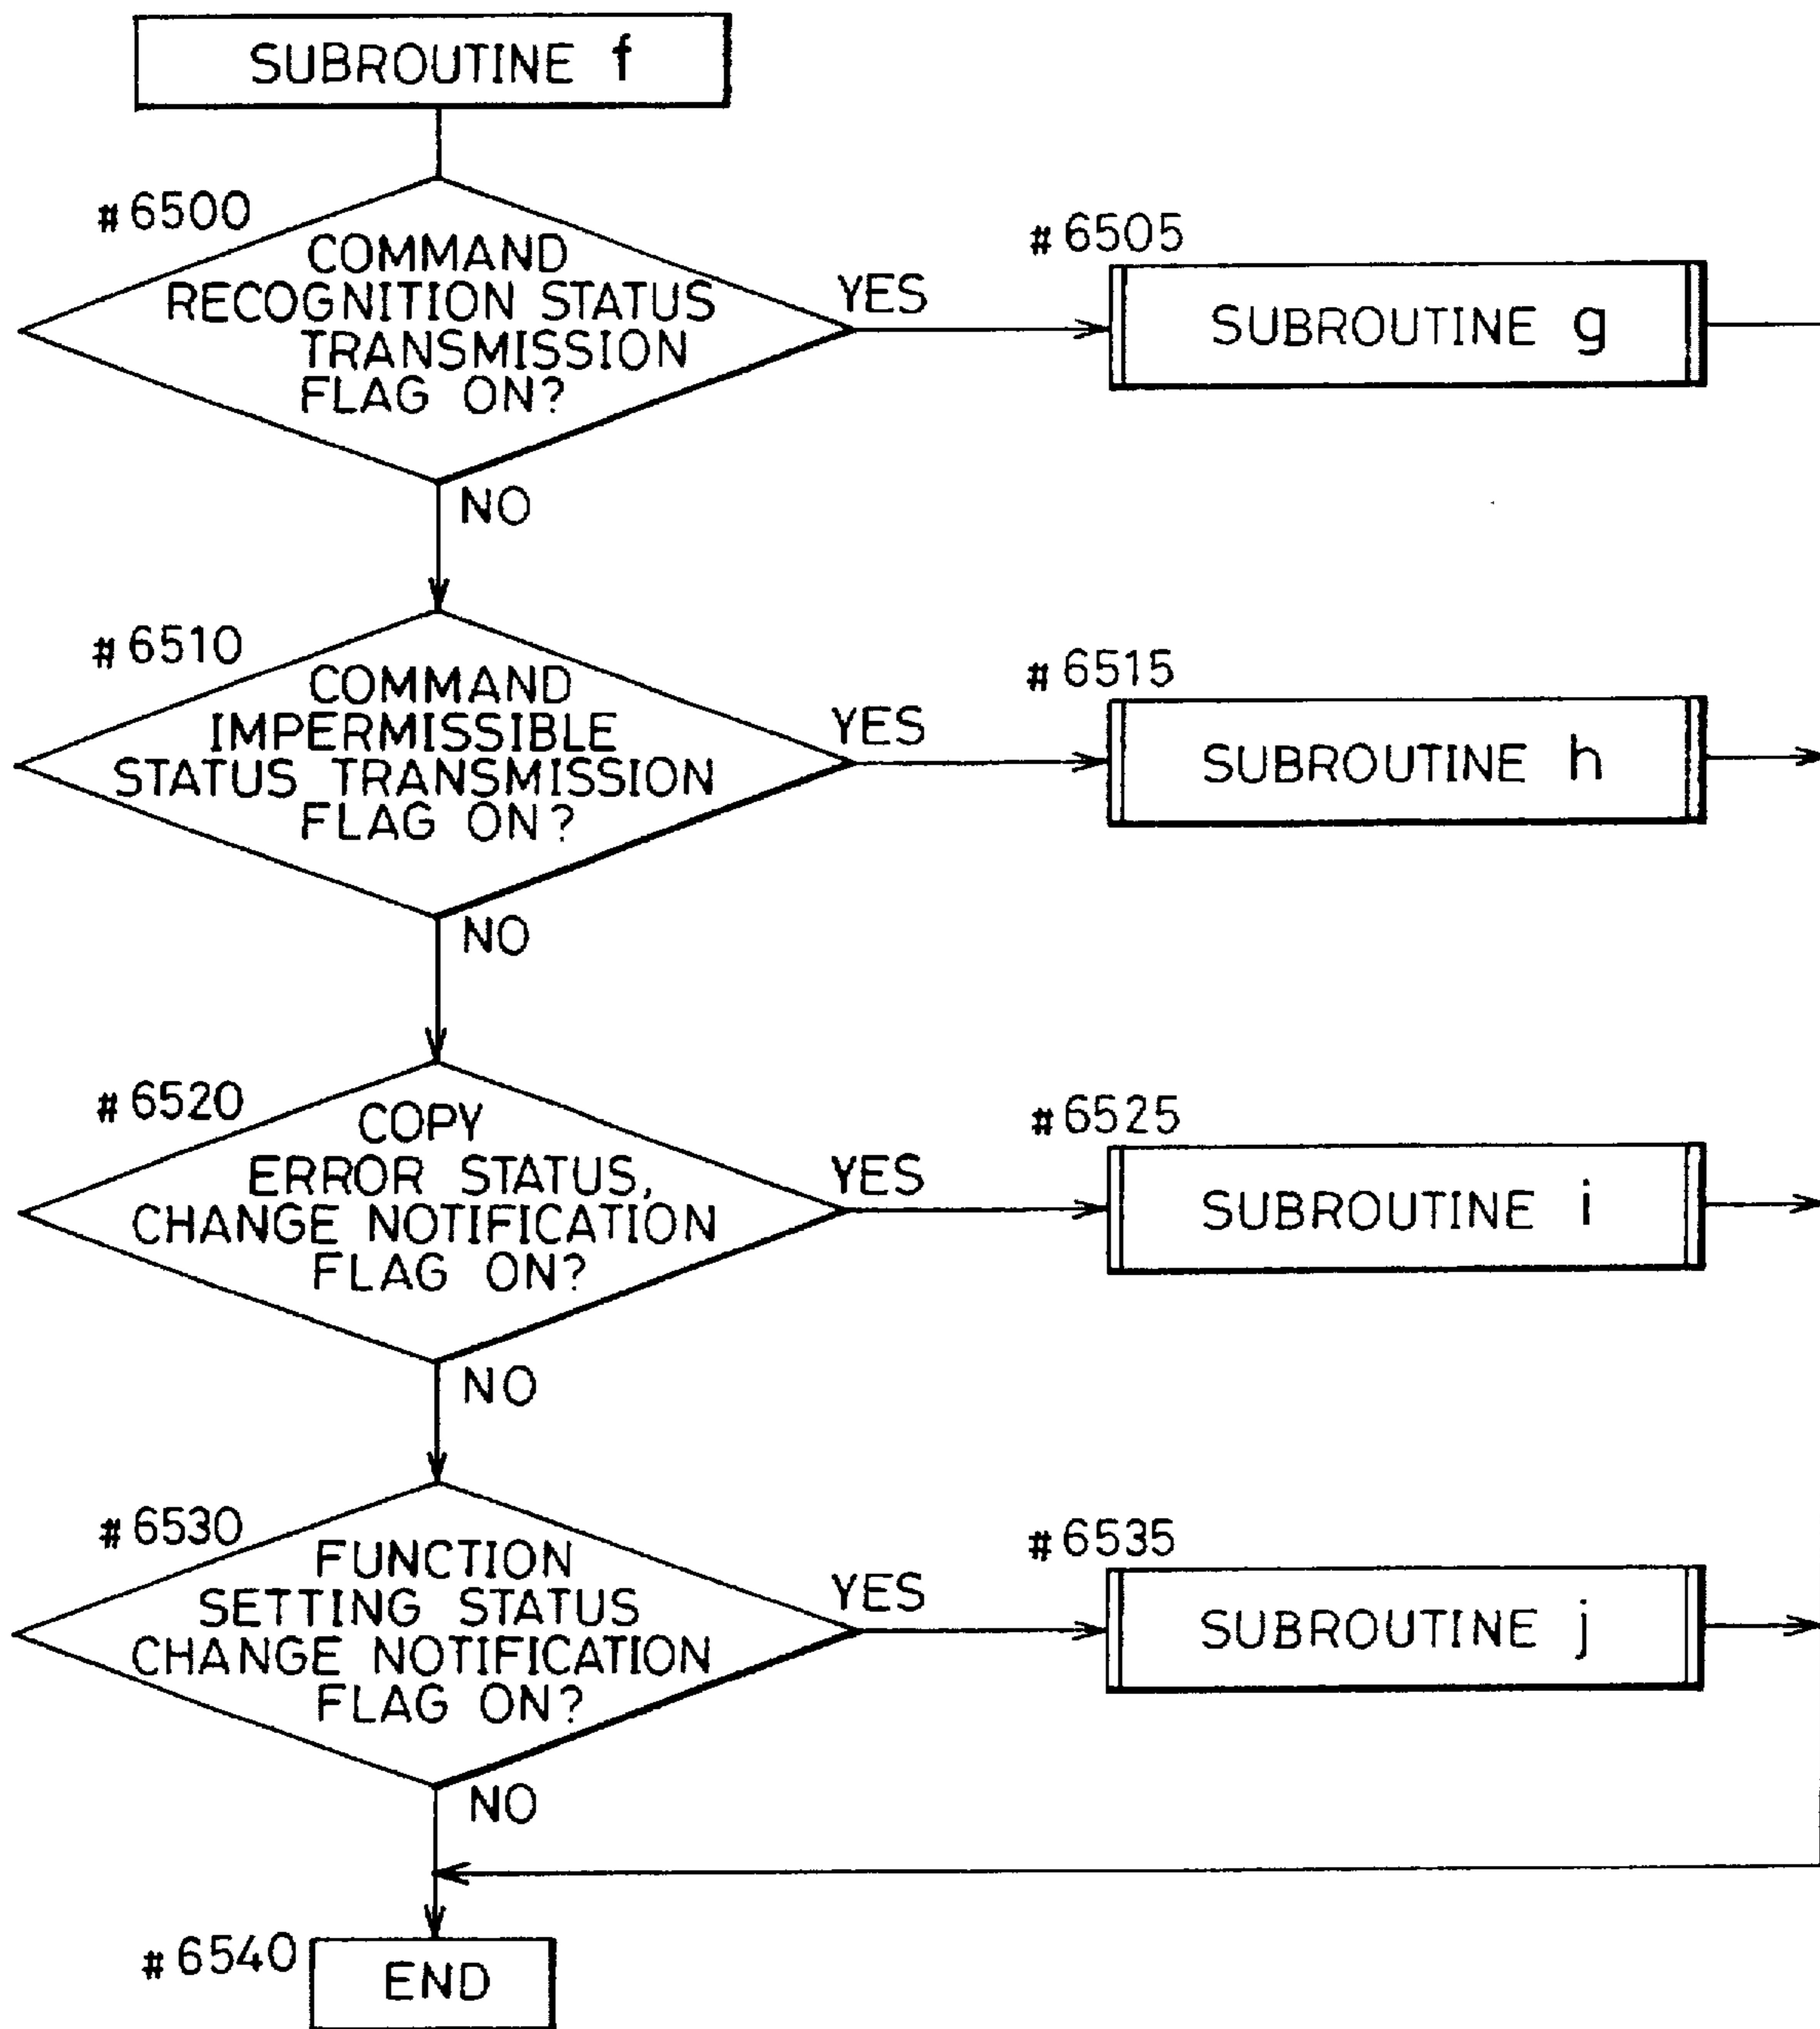 SUBROUTINE f
#6500
COMMAND
RECOGNITION STATUS
TRANSMISSION
FLAG ON?
YES
#6505
SUBROUTINE g
NO
#6510
COMMAND
IMPERMISSIBLE
STATUS TRANSMISSION
FLAG ON?
YES
#6515
SUBROUTINE h
NO
#6520
COPY
ERROR STATUS,
CHANGE NOTIFICATION
FLAG ON?
YES
#6525
SUBROUTINE i
NO
#6530
FUNCTION
SETTING STATUS
CHANGE NOTIFICATION
FLAG ON?
YES
#6535
SUBROUTINE j
NO
#6540
END